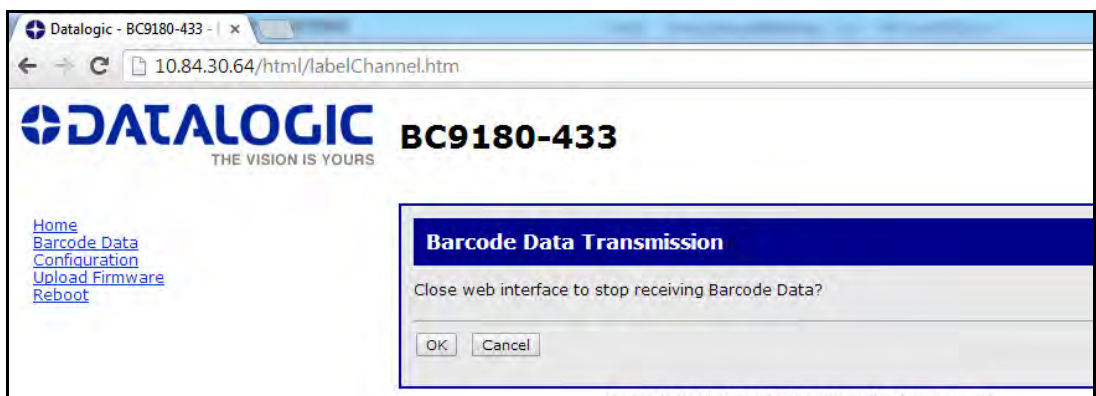 Datalogic - BC9180-433 -
10.84.30.64/html/labelChannel.htm
DATALOGIC
THE VISION IS YOURS
BC9180-433
Home
Barcode Data
Configuration
Upload Firmware
Reboot
Barcode Data Transmission
Close web interface to stop receiving Barcode Data?
OK Cancel